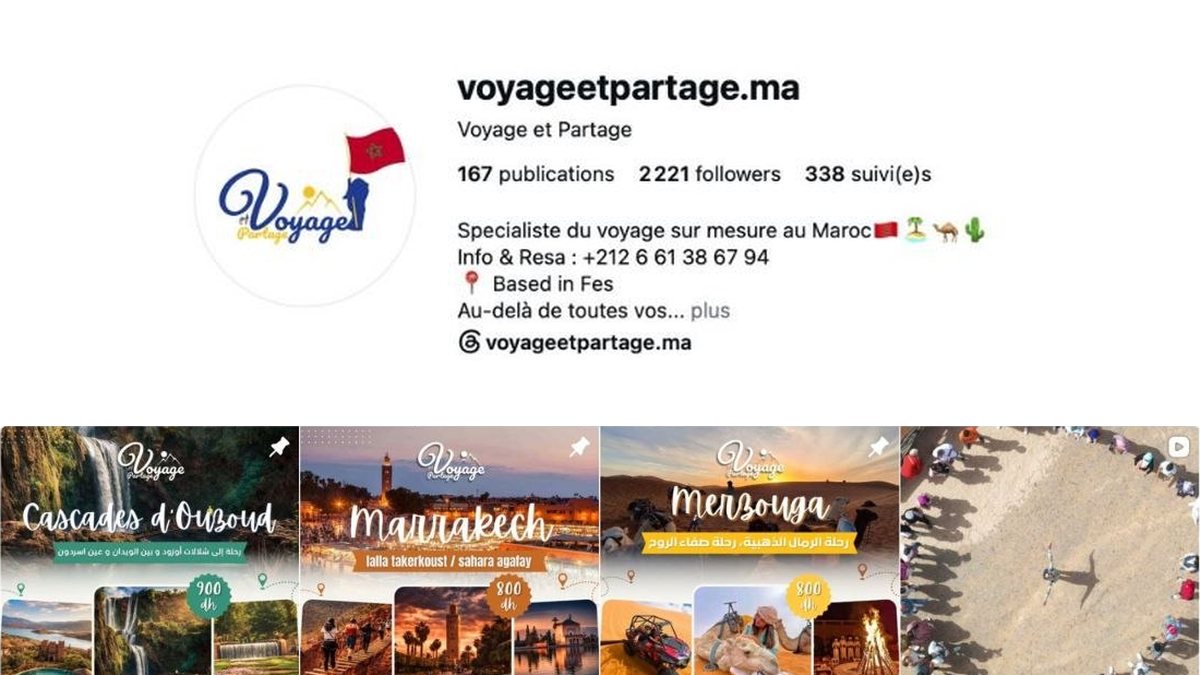 voyageetpartage.ma
Voyage et Partage
167 publications 2 221 followers 338 suivi(e)s
Voyage
et
Partage
Specialiste du voyage sur mesure au Maroc🇲🇦🏝️🐪🌵
Info & Resa : +212 6 61 38 67 94
📍 Based in Fes
Au-delà de toutes vos... plus
voyageetpartage.ma
Voyage
Partage
Cascades d'Ouzoud
رحلة إلى شلالات أوزود و بين الويدان و عين اسردون
900
dh
Voyage
Partage
Marrakech
lalla takerkoust / sahara agafay
800
dh
Voyage
Partage
Merzouga
رحلة الرمال الذهبية، رحلة صفاء الروح
800
dh